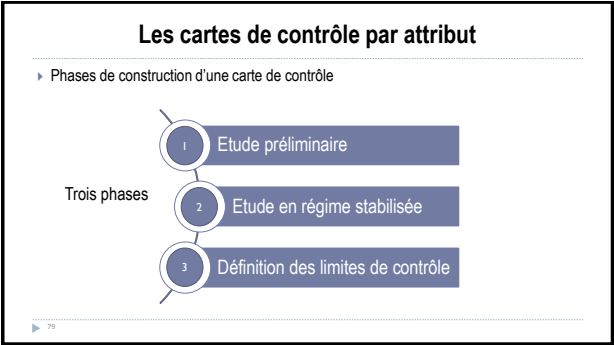 Les cartes de contrôle par attribut
Phases de construction d'une carte de contrôle
Trois phases
1 Etude préliminaire
2 Etude en régime stabilisée
3 Définition des limites de contrôle
79